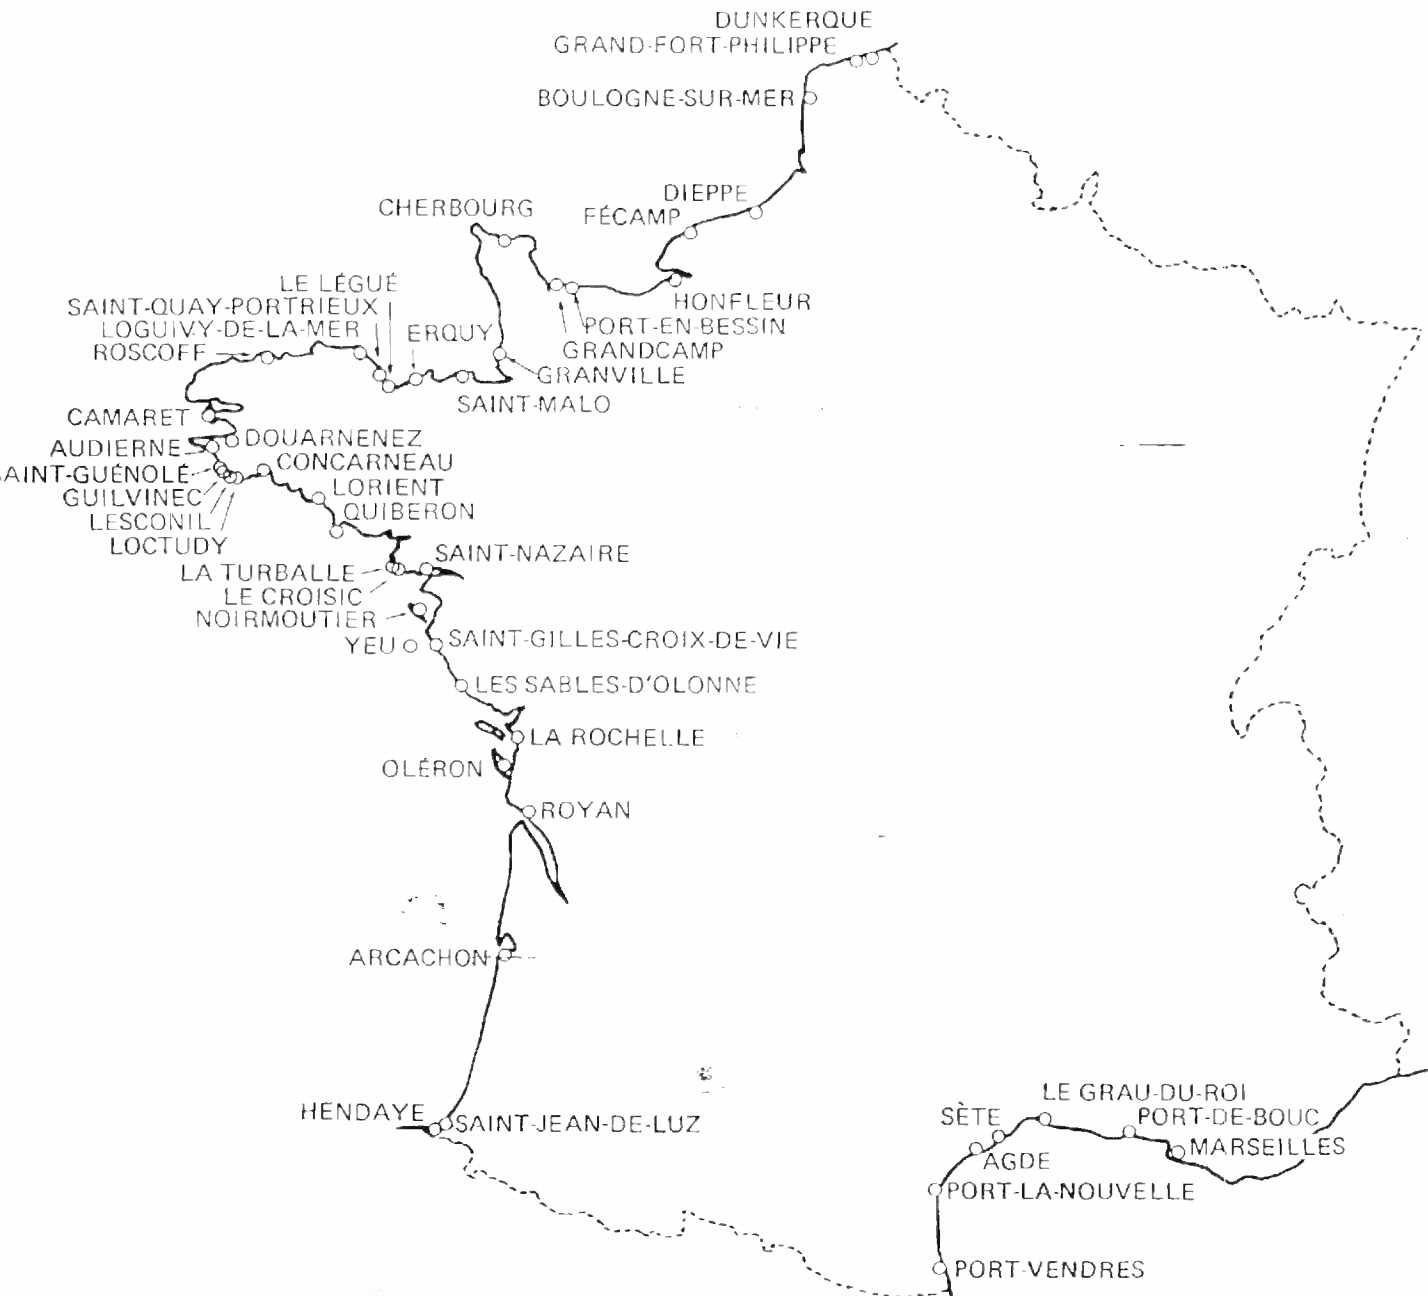 DUNKERQUE
GRAND-FORT-PHILIPPE
BOULOGNE-SUR-MER
DIEPPE
FÉCAMP
CHERBOURG
HONFLEUR
PORT-EN-BESSIN
GRANDCAMP
GRANVILLE
LE LÉGUÉ
SAINT-QUAY-PORTRIEUX
LOGUIVY-DE-LA-MER
ERQUY
ROSCOFF
SAINT-MALO
CAMARET
DOUARNENEZ
AUDIERNE
CONCARNEAU
AINT-GUÉNOLÉ
GUILVINEC
LORIENT
QUIBERON
LESCONIL
LOCTUDY
SAINT-NAZAIRE
LA TURBALLE
LE CROISIC
NOIRMOUTIER
YEU
SAINT-GILLES-CROIX-DE-VIE
LES SABLES-D'OLONNE
LA ROCHELLE
OLÉRON
ROYAN
ARCACHON
HENDAYE
SAINT-JEAN-DE-LUZ
LE GRAU-DU-ROI
SÈTE
PORT-DE-BOUC
MARSEILLES
AGDE
PORT-LA-NOUVELLE
PORT-VENDRES